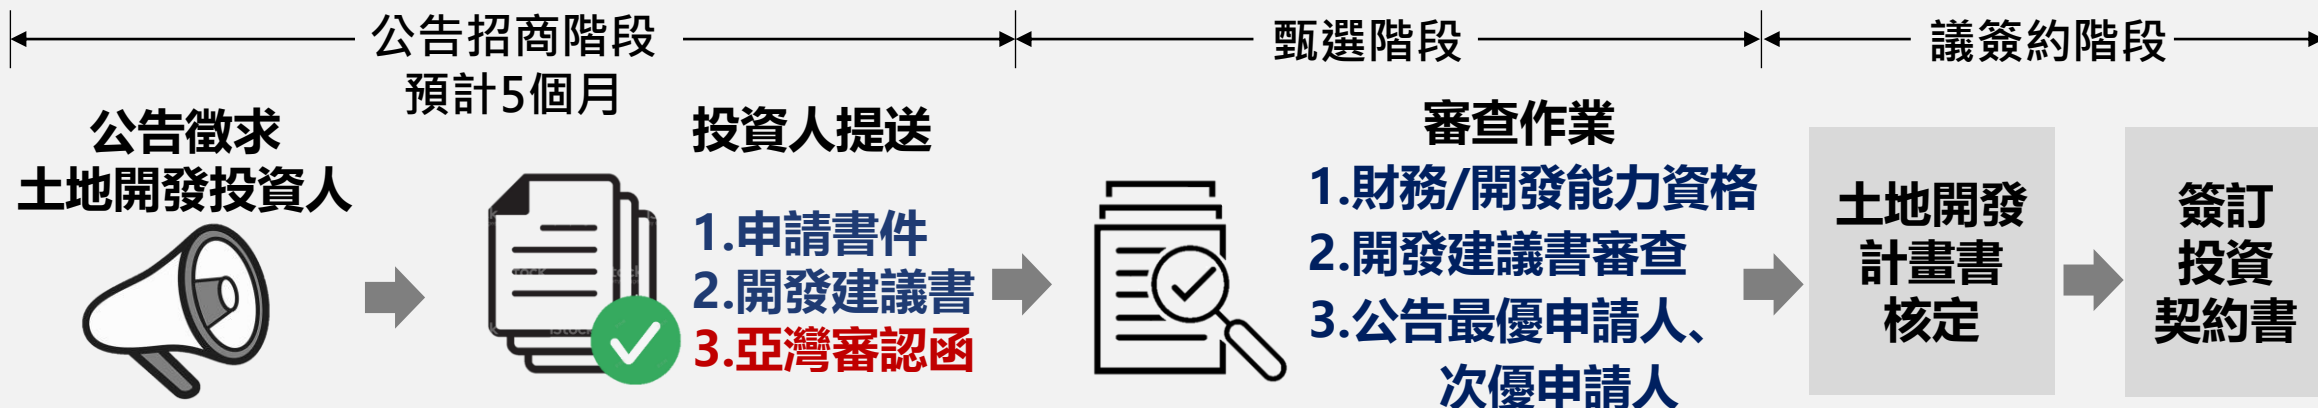 公告招商階段
預計5個月
甄選階段
議簽約階段
公告徵求
土地開發投資人
投資人提送
1.申請書件
2.開發建議書
3.亞灣審認函
審查作業
1.財務/開發能力資格
2.開發建議書審查
3.公告最優申請人、
次優申請人
土地開發
計畫書
核定
簽訂
投資
契約書